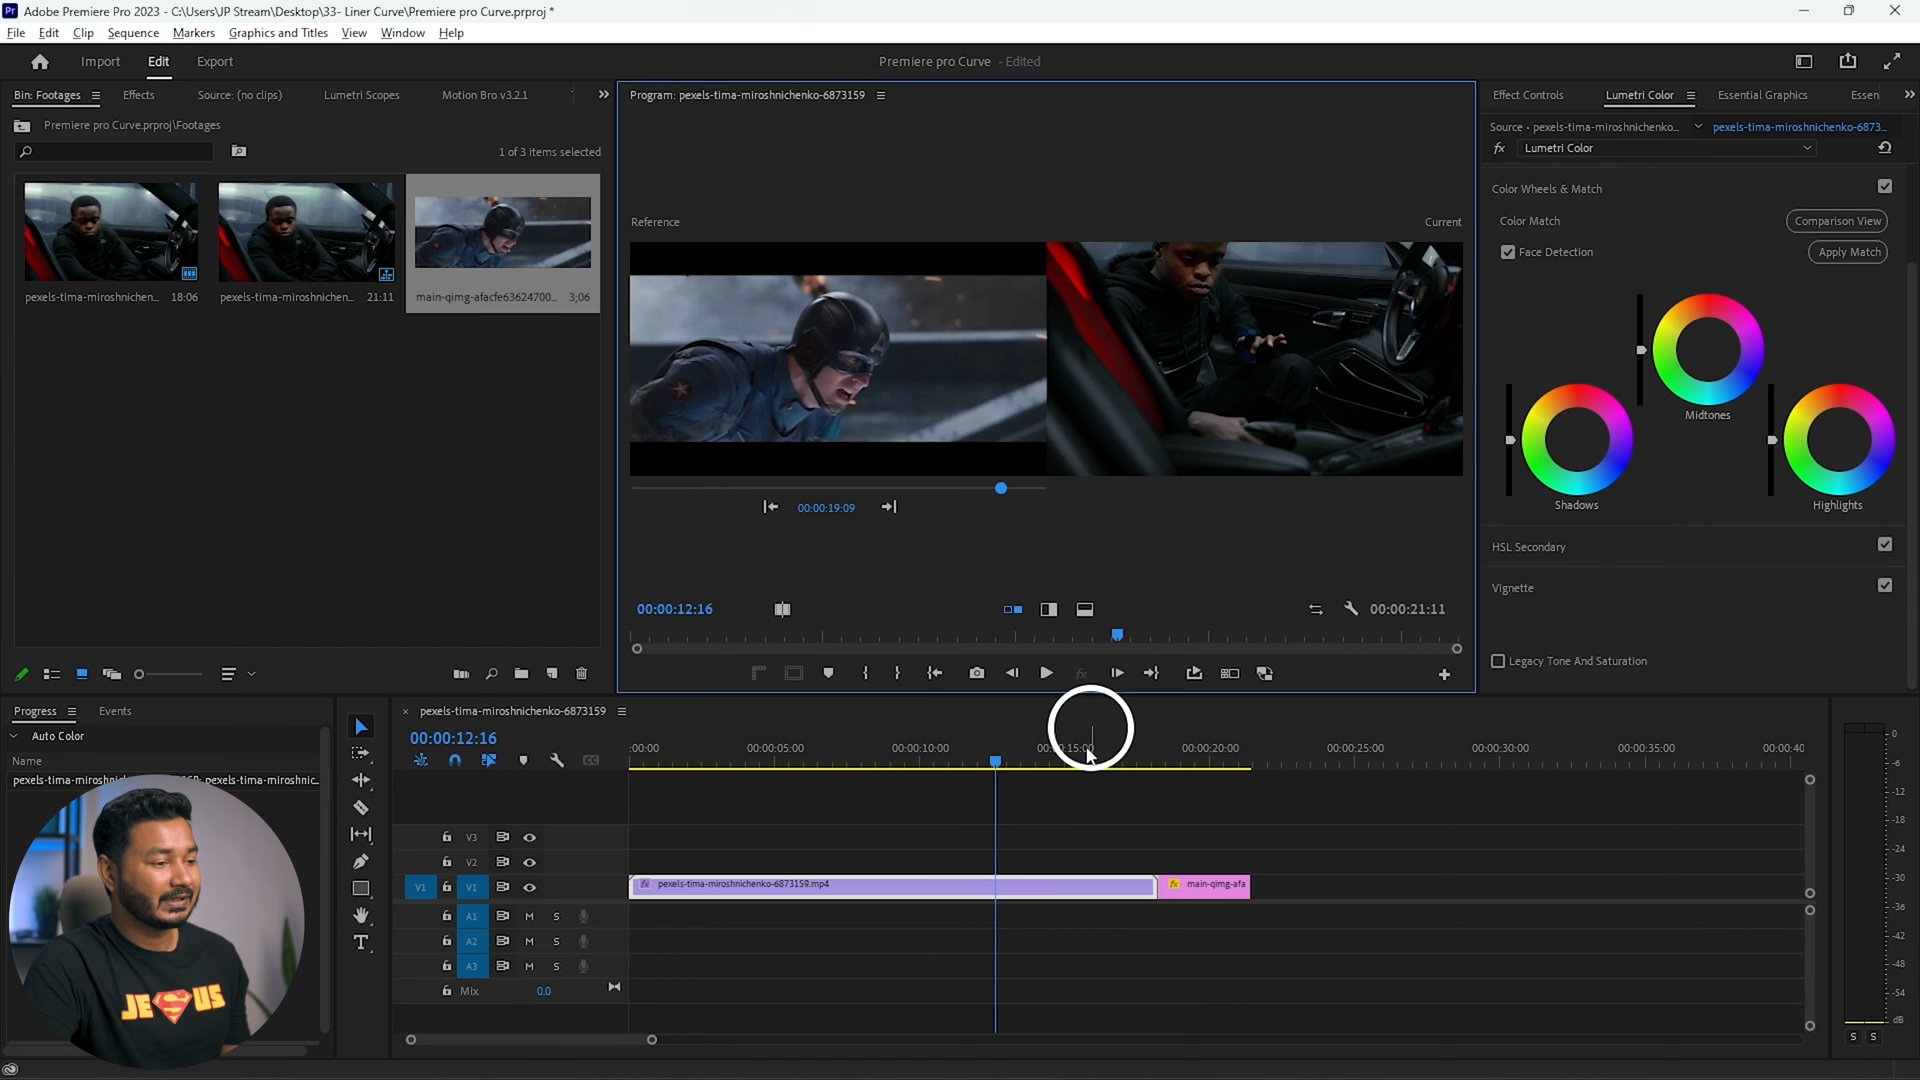 Adobe Premiere Pro 2023 - C:\Users\JP Stream\Desktop\33- Liner Curve\Premiere pro Curve.prproj *
File Edit Clip Sequence Markers Graphics and Titles View Window Help
Import Edit Export
Premiere pro Curve - Edited
Bin: Footages Effects Source: (no clips) Lumetri Scopes Motion Bro v3.2.1
Premiere pro Curve.prproj\Footages
1 of 3 items selected
pexels-tima-miroshnichen... 18:06
pexels-tima-miroshnichen... 21:11
main-qimg-afacfe63624700... 3;06
Program: pexels-tima-miroshnichenko-6873159
Reference Current
00:00:19:09
00:00:12:16 00:00:21:11
Effect Controls Lumetri Color Essential Graphics Essen
Source • pexels-tima-miroshnichenko... pexels-tima-miroshnichenko-6873...
fx Lumetri Color
Color Wheels & Match
Color Match Comparison View
Face Detection Apply Match
Midtones
Shadows
Highlights
HSL Secondary
Vignette
Legacy Tone And Saturation
Progress Events
Auto Color
Name
pexels-tima-miroshnic
pexels-tima-miroshnic...
JESUS
pexels-tima-miroshnichenko-6873159
00:00:12:16
:00:00 00:00:05:00 00:00:10:00 00:00:15:00 00:00:20:00 00:00:25:00 00:00:30:00 00:00:35:00 00:00:40
V3
V2
V1 V1
fx pexels-tima-miroshnichenko-6873159.mp4
fx main-qimg-afa
A1 M S
A2 M S
A3 M S
Mix 0.0
0
-6
-12
-18
-24
-30
-36
-42
-48
-54
dB
S S